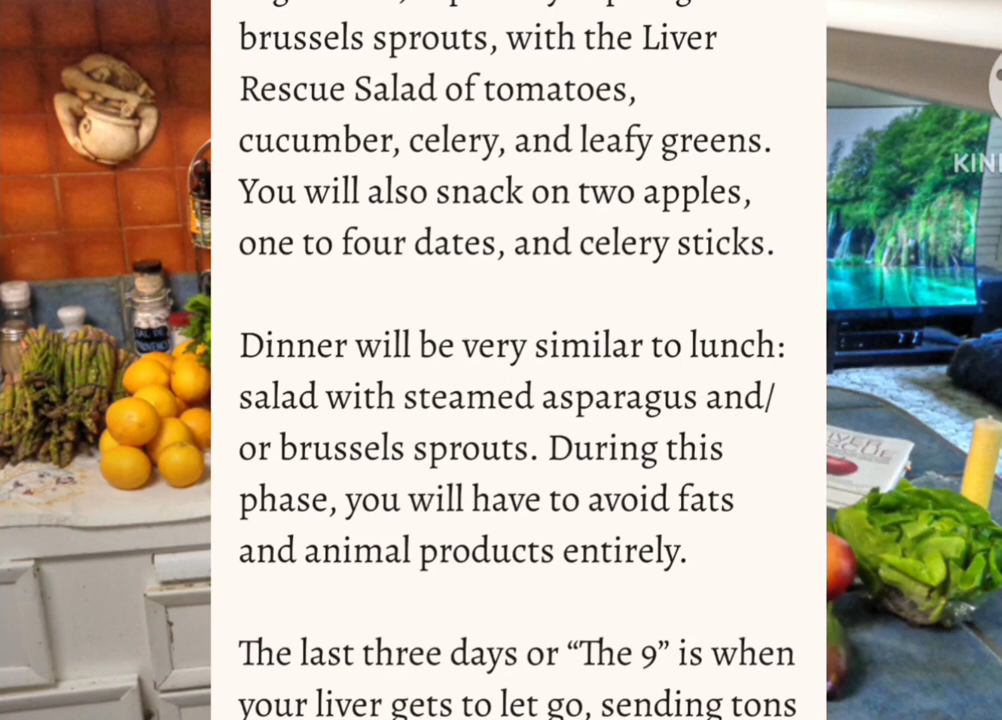 brussels sprouts, with the Liver
Rescue Salad of tomatoes,
cucumber, celery, and leafy greens.
You will also snack on two apples,
one to four dates, and celery sticks.
Dinner will be very similar to lunch:
salad with steamed asparagus and/
or brussels sprouts. During this
phase, you will have to avoid fats
and animal products entirely.
The last three days or “The 9” is when
your liver gets to let go, sending tons
KIN